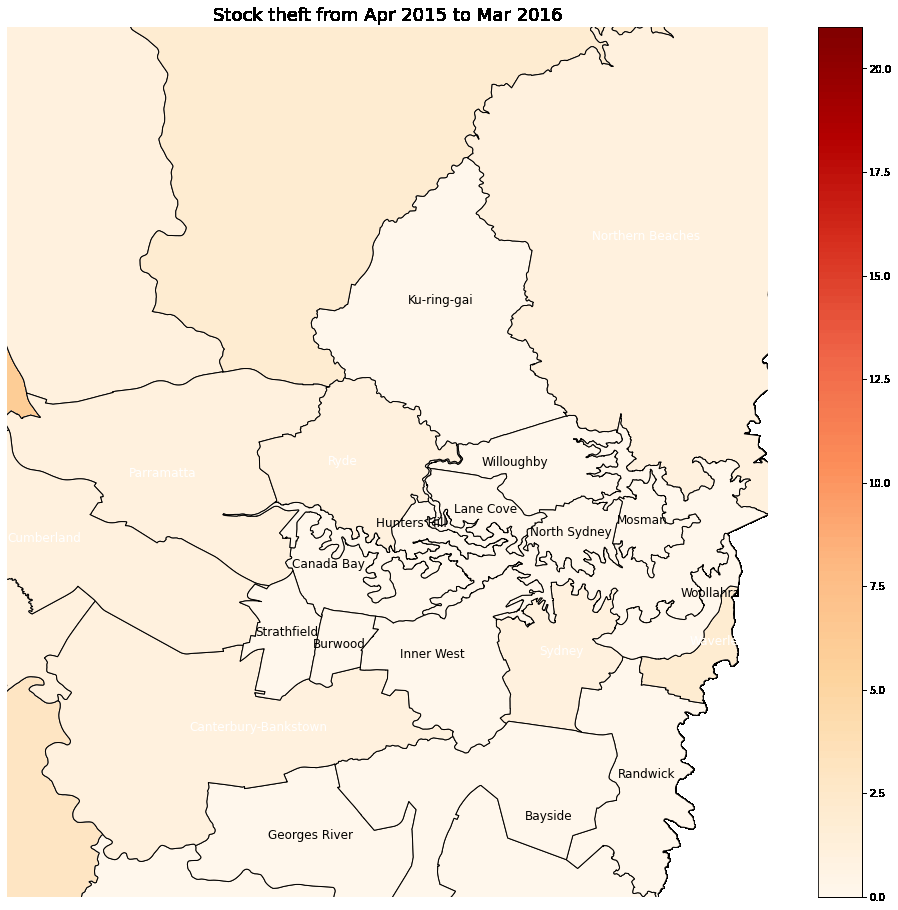 Stock theft from Apr 2015 to Mar 2016
20.0
17.5
15.0
12.5
10.0
7.5
5.0
2.5
0.0
Northern Beaches
Ku-ring-gai
Ryde
Willoughby
Parramatta
Lane Cove
Hunters Hill
Mosman
North Sydney
Cumberland
Canada Bay
Woollahra
Strathfield
Burwood
Waverley
Inner West
Sydney
Canterbury-Bankstown
Randwick
Bayside
Georges River